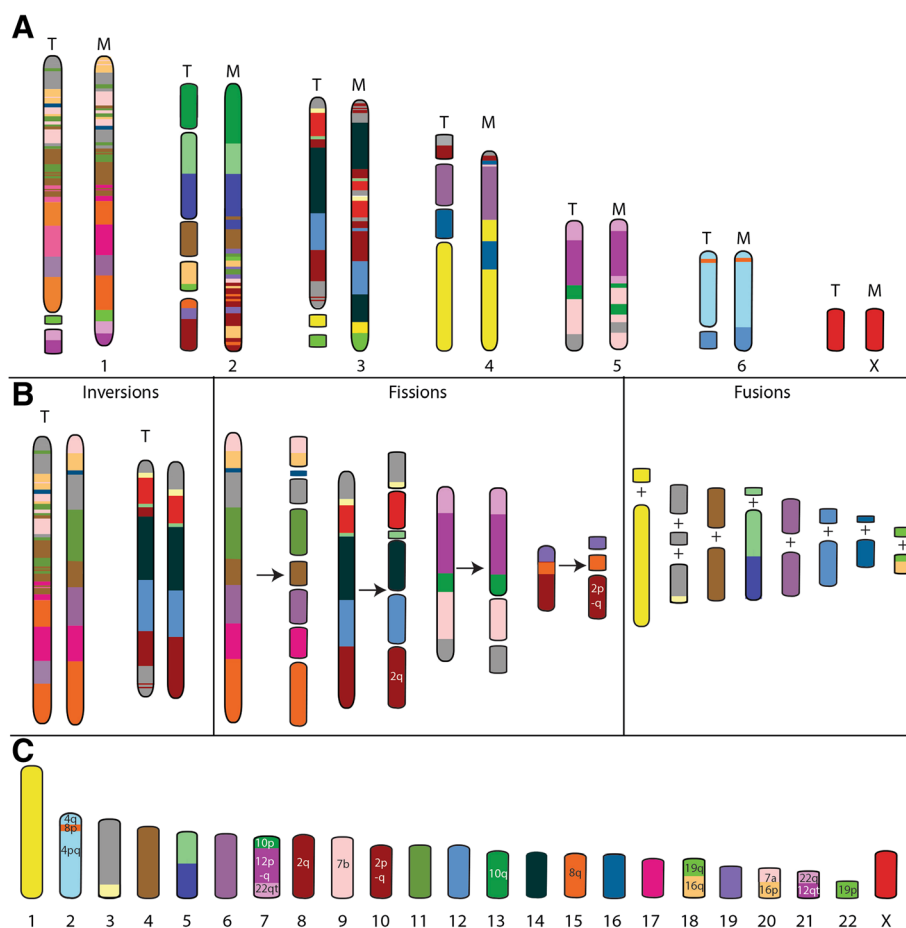 A
T M
T M
T M
T M
T M
T M
T M
1 2 3 4 5 6 X
B
Inversions Fissions Fusions
T
T
+
+
+
+
+
+
+
+
+
2p
-q
2q
C
4q
8p
4pq
10p
12p
-q
22qt
2q
7b
2p
-q
10q
8q
19q
16q
7a
16p
22q
12qt
19p
1 2 3 4 5 6 7 8 9 10 11 12 13 14 15 16 17 18 19 20 21 22 X